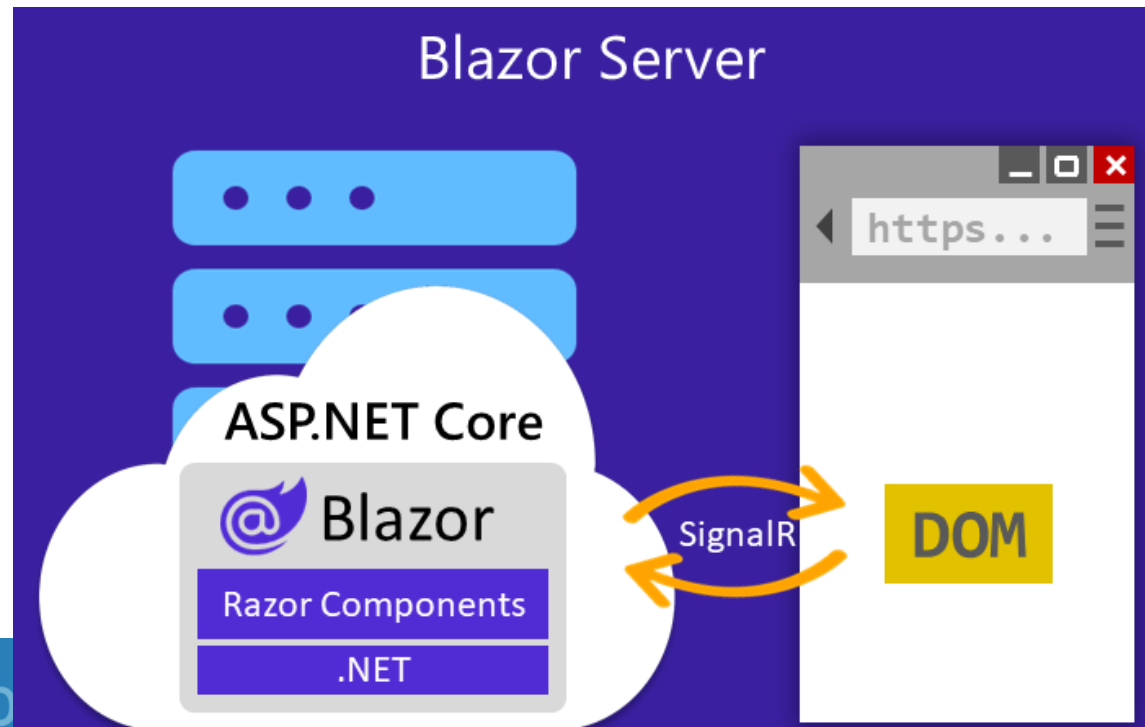 Blazor Server
https...
ASP.NET Core
@ Blazor
Razor Components
.NET
SignalR
DOM